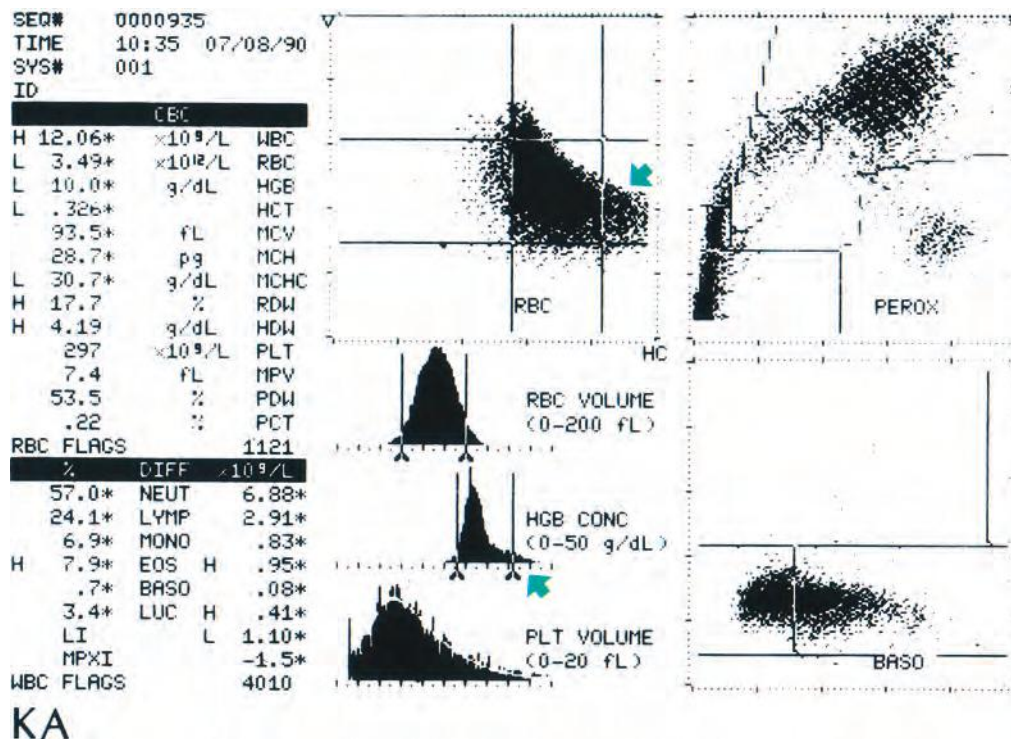 SEQ# 0000935
TIME 10:35 07/08/90
SYS# 001
ID
CBC
H 12.06* ×10⁹/L WBC
L 3.49* ×10¹²/L RBC
L 10.0* g/dL HGB
L .326* HCT
93.5* fL MCV
28.7* pg MCH
L 30.7* g/dL MCHC
H 17.7 % RDW
H 4.19 g/dL HDW
297 ×10⁹/L PLT
7.4 fL MPV
53.5 % PDW
.22 % PCT
RBC FLAGS 1121
% DIFF ×10⁹/L
57.0* NEUT 6.88*
24.1* LYMP 2.91*
6.9* MONO .83*
H 7.9* EOS H .95*
.7* BASO .08*
3.4* LUC H .41*
LI L 1.10*
MPXI -1.5*
WBC FLAGS 4010
KA
V
RBC
HC
RBC VOLUME
(0-200 fL)
HGB CONC
(0-50 g/dL)
PLT VOLUME
(0-20 fL)
PEROX
BASO